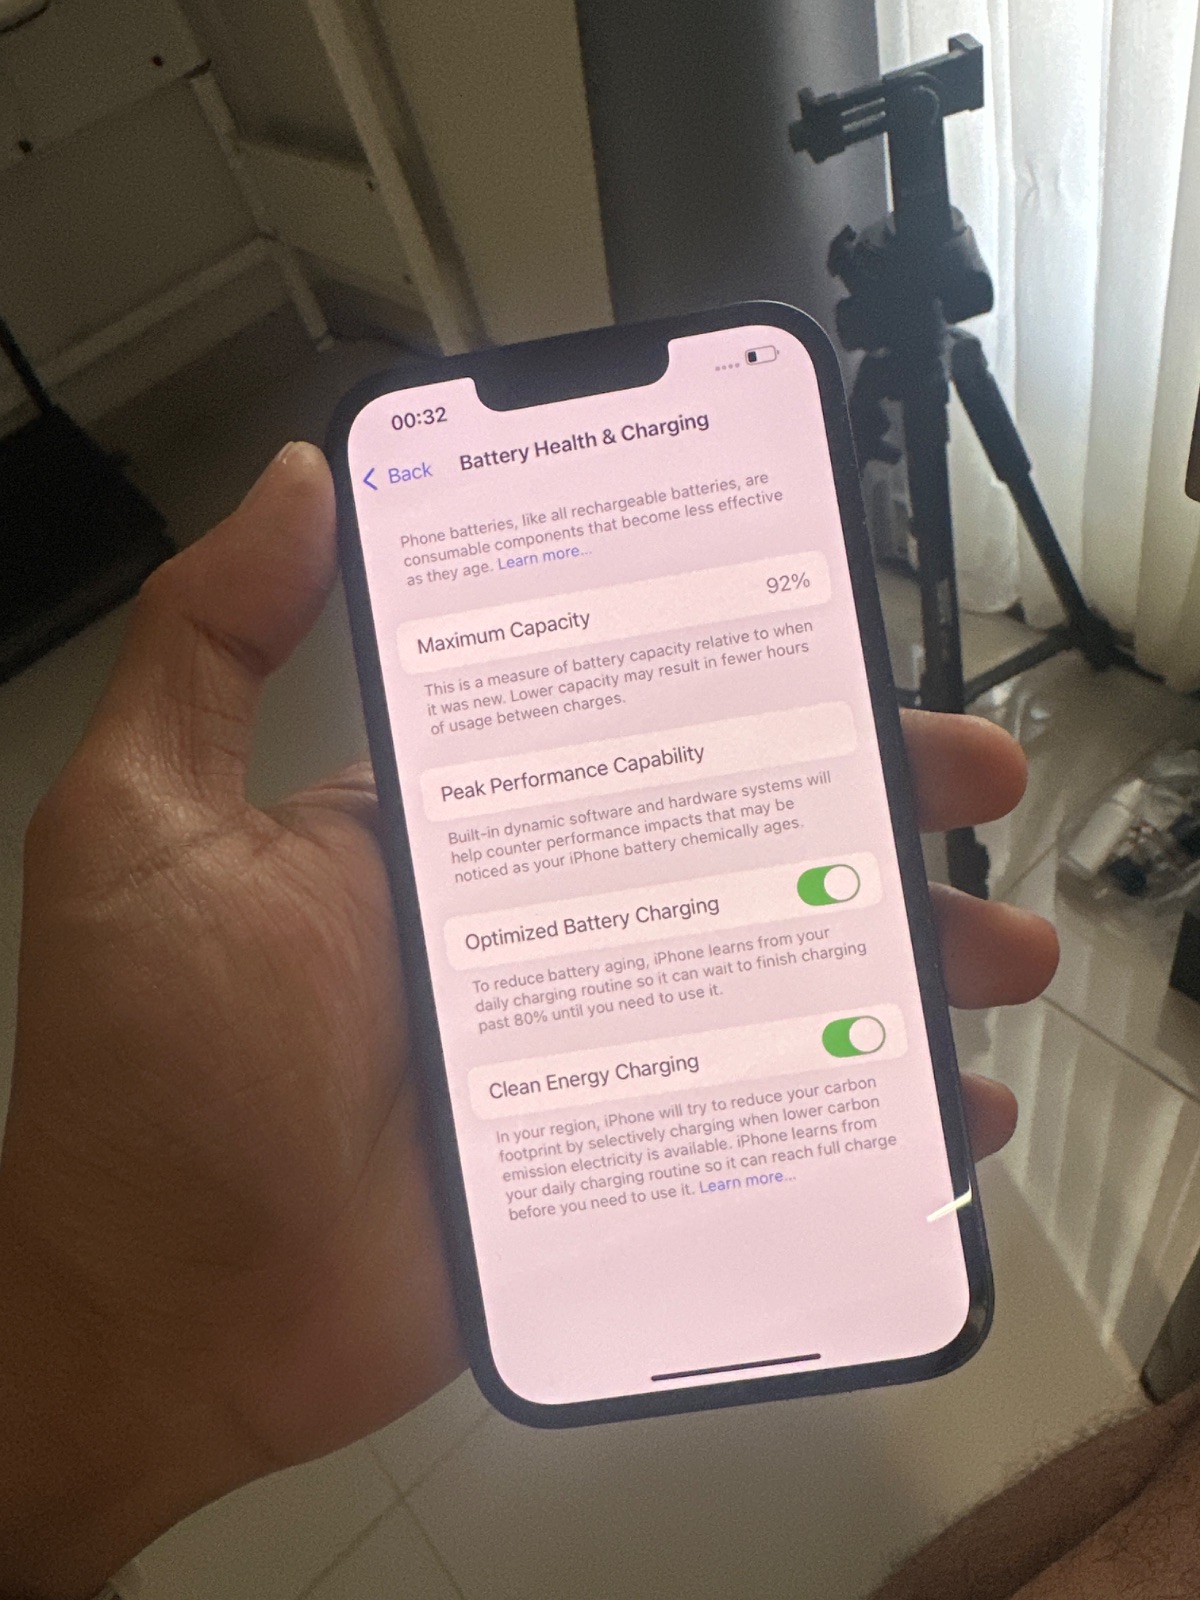 00:32
Back
Battery Health & Charging
Phone batteries, like all rechargeable batteries, are
consumable components that become less effective
as they age. Learn more...
Maximum Capacity
92%
This is a measure of battery capacity relative to when
it was new. Lower capacity may result in fewer hours
of usage between charges.
Peak Performance Capability
Built-in dynamic software and hardware systems will
help counter performance impacts that may be
noticed as your iPhone battery chemically ages.
Optimized Battery Charging
To reduce battery aging, iPhone learns from your
daily charging routine so it can wait to finish charging
past 80% until you need to use it.
Clean Energy Charging
In your region, iPhone will try to reduce your carbon
footprint by selectively charging when lower carbon
emission electricity is available. iPhone learns from
your daily charging routine so it can reach full charge
before you need to use it. Learn more...